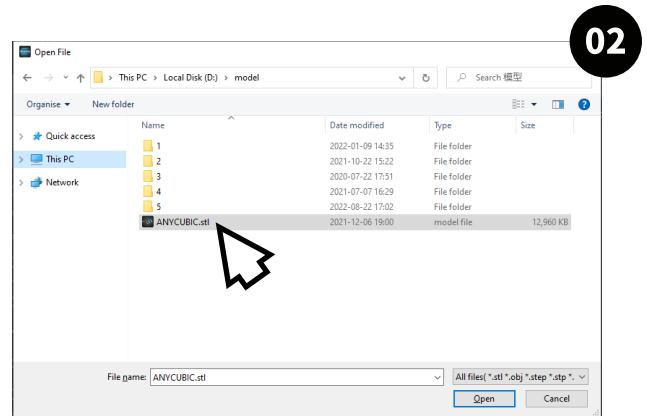 02
Open File
This PC > Local Disk (D:) > model
Search 模型
Organise New folder
Name Date modified Type Size
Quick access
This PC
Network
1 2022-01-09 14:35 File folder
2 2021-10-22 15:22 File folder
3 2020-07-22 17:51 File folder
4 2021-07-07 16:29 File folder
5 2022-08-22 17:02 File folder
ANYCUBIC.stl 2021-12-06 19:00 model file 12,960 KB
File name: ANYCUBIC.stl All files( *.stl *.obj *.step *.stp *.
Open Cancel